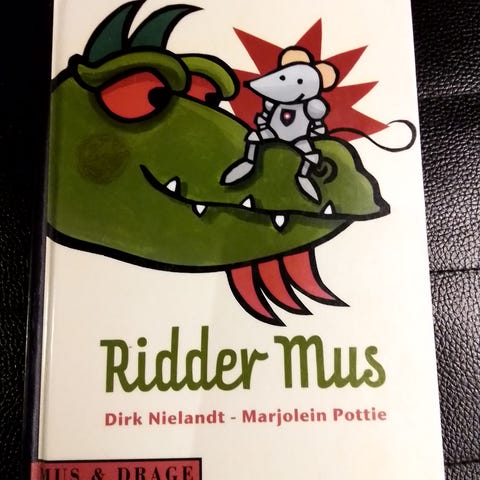 Ridder Mus
Dirk Nielandt - Marjolein Pottie
MUS & DRAGE